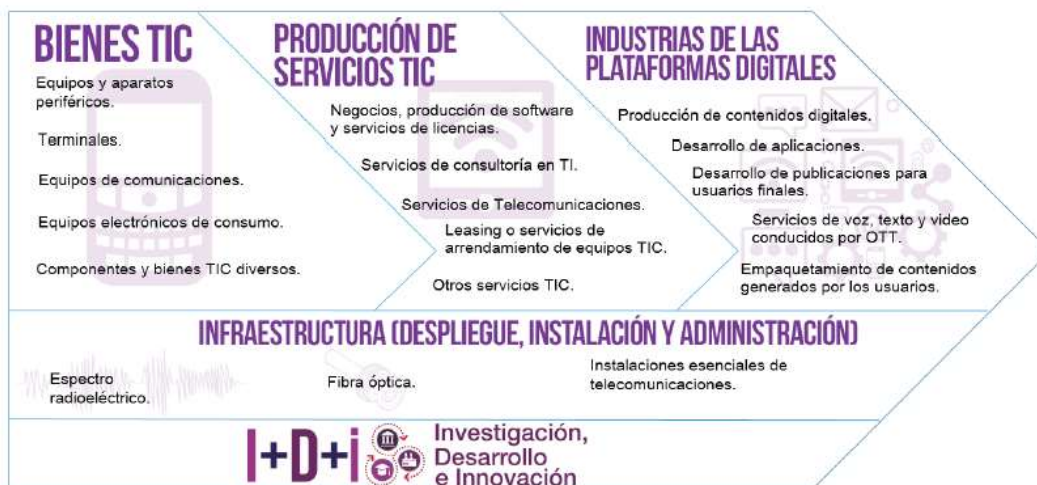 BIENES TIC
Equipos y aparatos
periféricos.
Terminales.
Equipos de comunicaciones.
Equipos electrónicos de consumo.
Componentes y bienes TIC diversos.
PRODUCCIÓN DE
SERVICIOS TIC
Negocios, producción de software
y servicios de licencias.
Servicios de consultoría en TI.
Servicios de Telecomunicaciones.
Leasing o servicios de
arrendamiento de equipos TIC.
Otros servicios TIC.
INDUSTRIAS DE LAS
PLATAFORMAS DIGITALES
Producción de contenidos digitales.
Desarrollo de aplicaciones.
Desarrollo de publicaciones para
usuarios finales.
Servicios de voz, texto y video
conducidos por OTT.
Empaquetamiento de contenidos
generados por los usuarios.
INFRAESTRUCTURA (DESPLIEGUE, INSTALACIÓN Y ADMINISTRACIÓN)
Espectro
radioeléctrico.
Fibra óptica.
Instalaciones esenciales de
telecomunicaciones.
I+D+i
Investigación,
Desarrollo
e Innovación